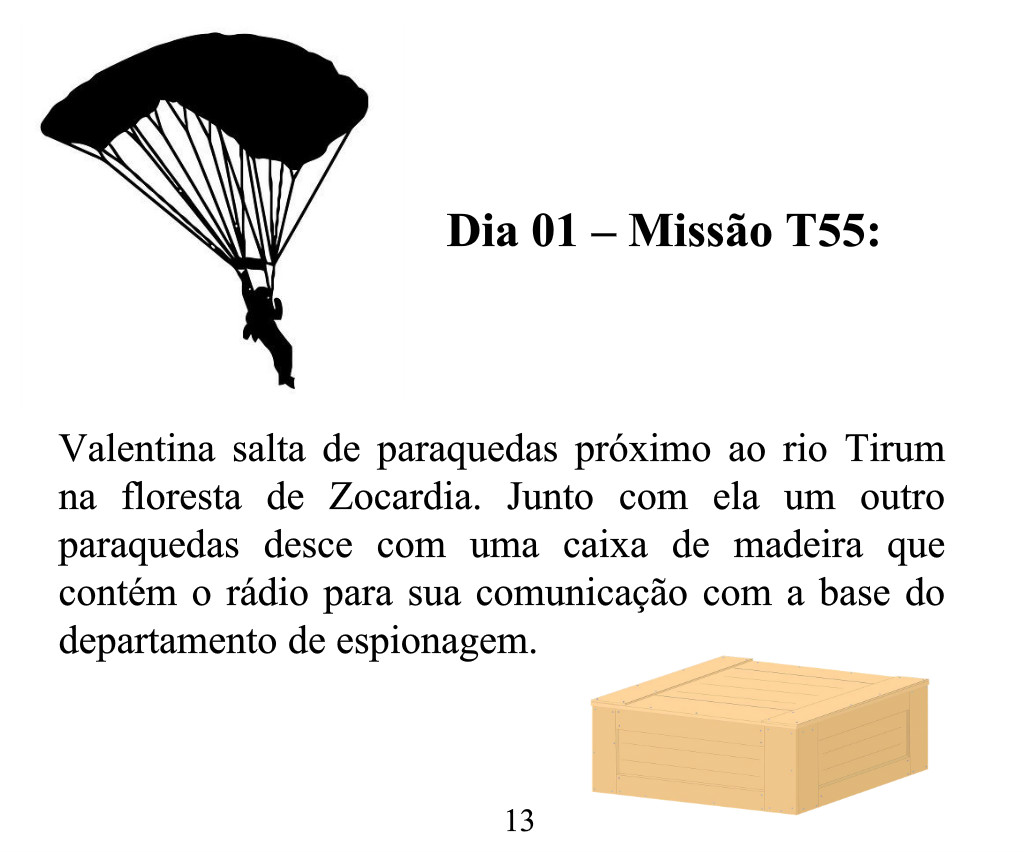 Dia 01 – Missão T55:
Valentina salta de paraquedas próximo ao rio Tirum
na floresta de Zocardia. Junto com ela um outro
paraquedas desce com uma caixa de madeira que
contém o rádio para sua comunicação com a base do
departamento de espionagem.
13